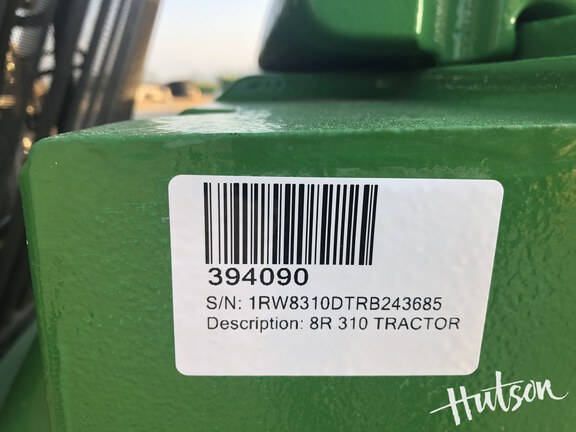 394090
S/N: 1RW8310DTRB243685
Description: 8R 310 TRACTOR
Hutson